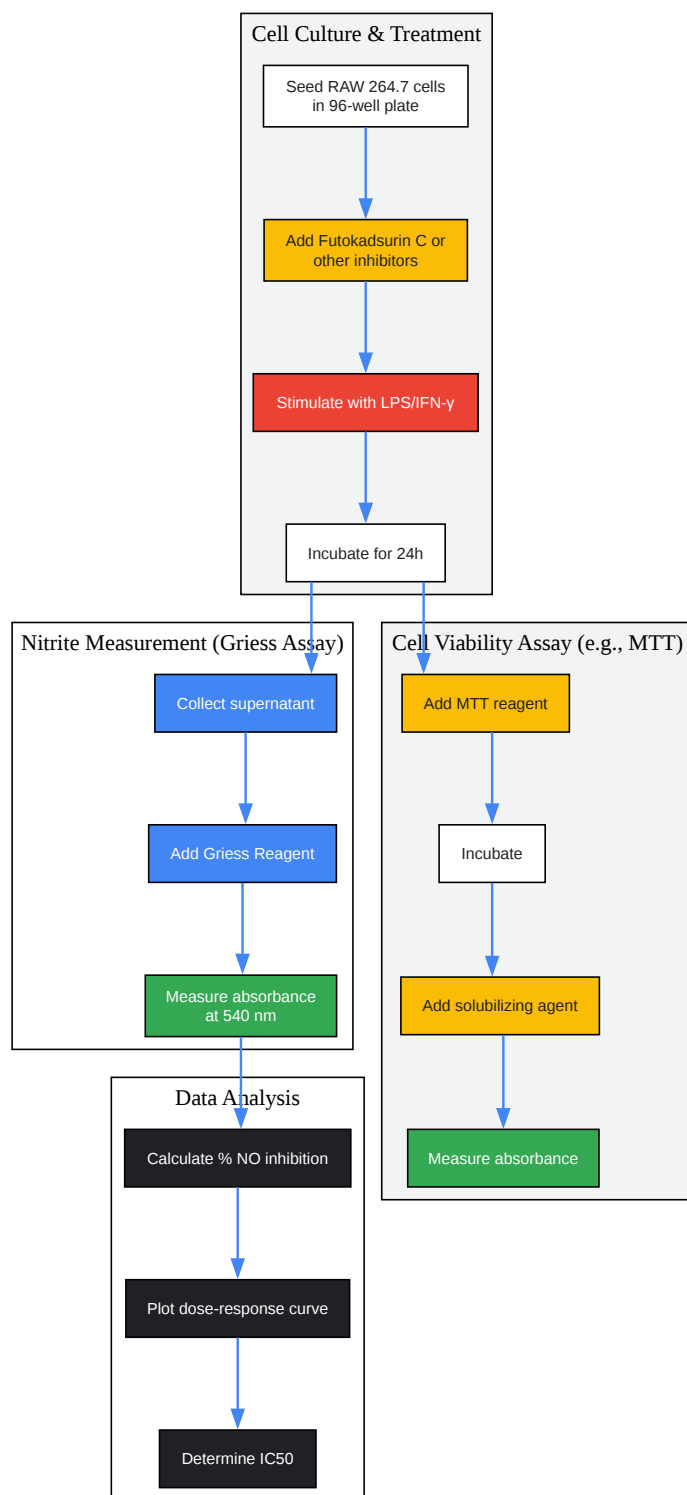 Cell Culture & Treatment
Seed RAW 264.7 cells
in 96-well plate
Add Futokadsurin C or
other inhibitors
Stimulate with LPS/IFN-γ
Incubate for 24h
Nitrite Measurement (Griess Assay)
Collect supernatant
Add Griess Reagent
Measure absorbance
at 540 nm
Cell Viability Assay (e.g., MTT)
Add MTT reagent
Incubate
Add solubilizing agent
Measure absorbance
Data Analysis
Calculate % NO inhibition
Plot dose-response curve
Determine IC50